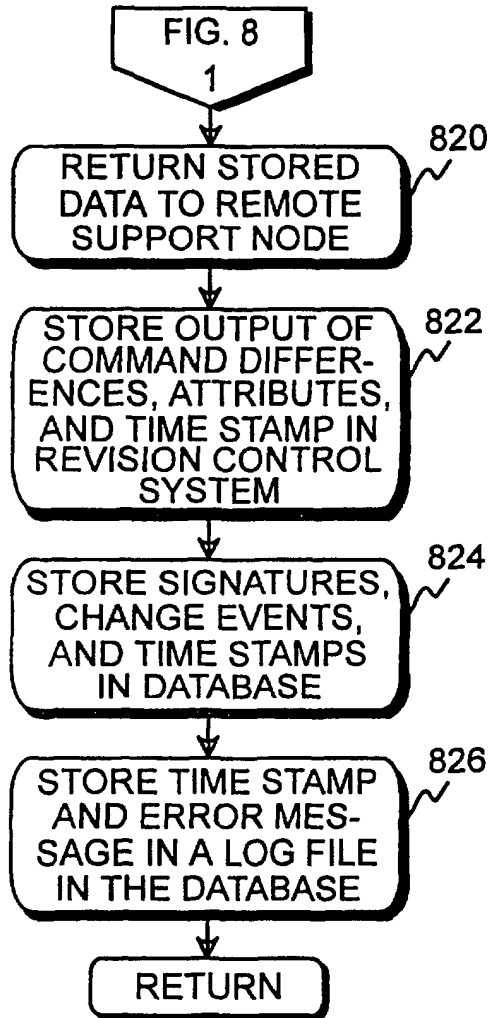 FIG. 8
1
820
RETURN STORED
DATA TO REMOTE
SUPPORT NODE
822
STORE OUTPUT OF
COMMAND DIFFER-
ENCES, ATTRIBUTES,
AND TIME STAMP IN
REVISION CONTROL
SYSTEM
824
STORE SIGNATURES,
CHANGE EVENTS,
AND TIME STAMPS
IN DATABASE
826
STORE TIME STAMP
AND ERROR MES-
SAGE IN A LOG FILE
IN THE DATABASE
RETURN